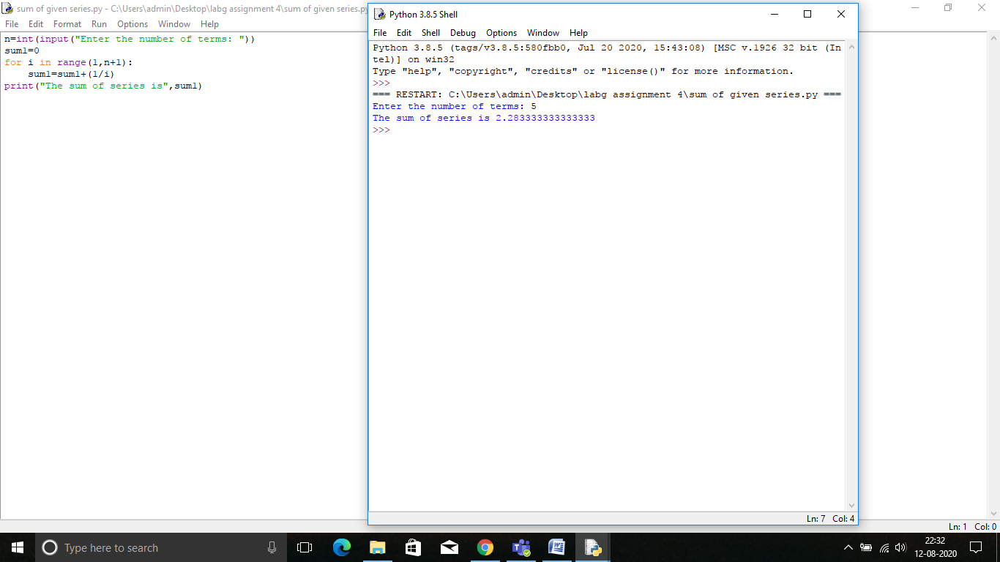 sum of given series.py - C:\Users\admin\Desktop\labg assignment 4\sum of given series.py
File Edit Format Run Options Window Help
n=int(input("Enter the number of terms: "))
sum1=0
for i in range(1,n+1):
    sum1=sum1+(1/i)
print("The sum of series is",sum1)
Python 3.8.5 Shell
File Edit Shell Debug Options Window Help
Python 3.8.5 (tags/v3.8.5:580fbb0, Jul 20 2020, 15:43:08) [MSC v.1926 32 bit (In
tel)] on win32
Type "help", "copyright", "credits" or "license()" for more information.
>>>
=== RESTART: C:\Users\admin\Desktop\labg assignment 4\sum of given series.py ===
Enter the number of terms: 5
The sum of series is 2.283333333333333
>>>
Ln: 7 Col: 4
Ln: 1 Col: 0
Type here to search
22:32
12-08-2020